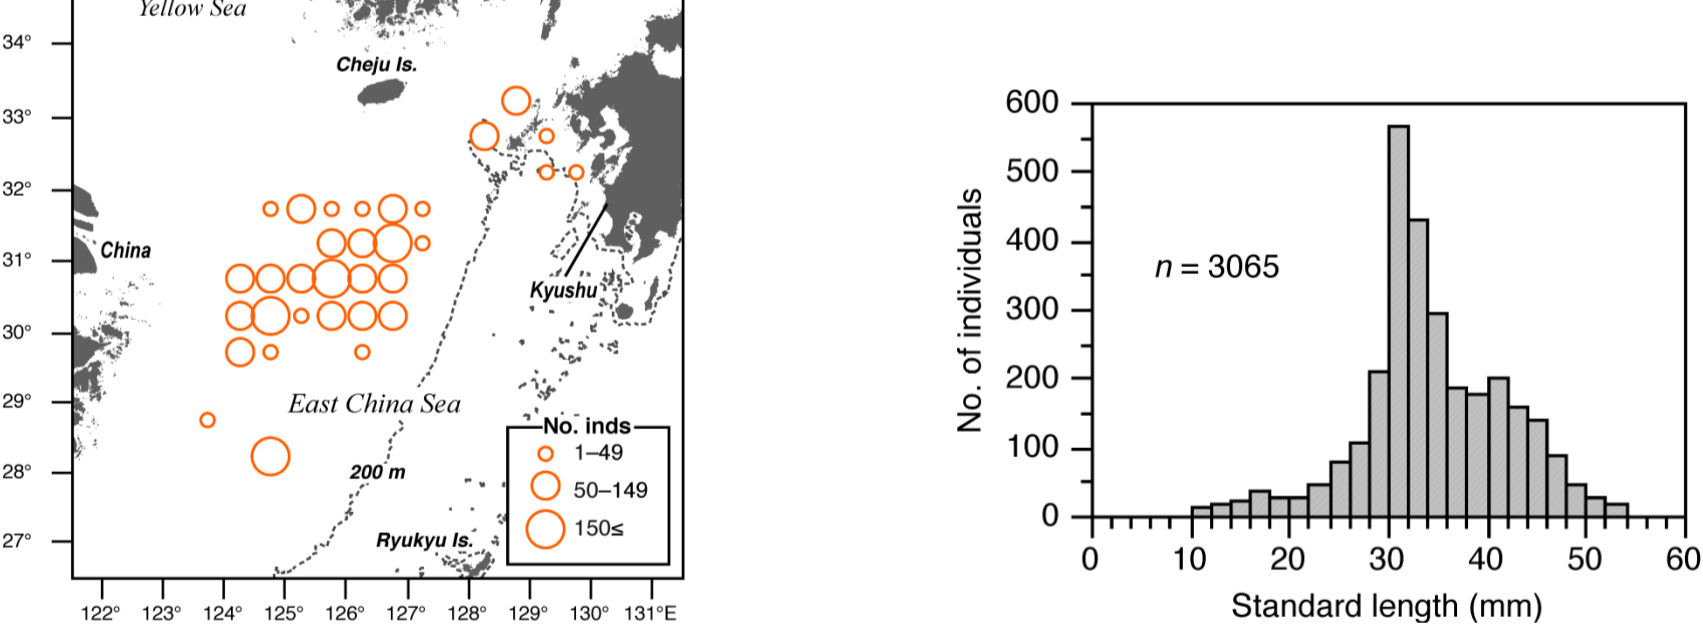 Yellow Sea
34°
Cheju Is.
33°
32°
China
31°
Kyushu
30°
29°
East China Sea
No. inds
1–49
28°
200 m
50–149
150≤
27°
Ryukyu Is.
122° 123° 124° 125° 126° 127° 128° 129° 130° 131°E
600
500
400
300
200
100
0
No. of individuals
n = 3065
0 10 20 30 40 50 60
Standard length (mm)